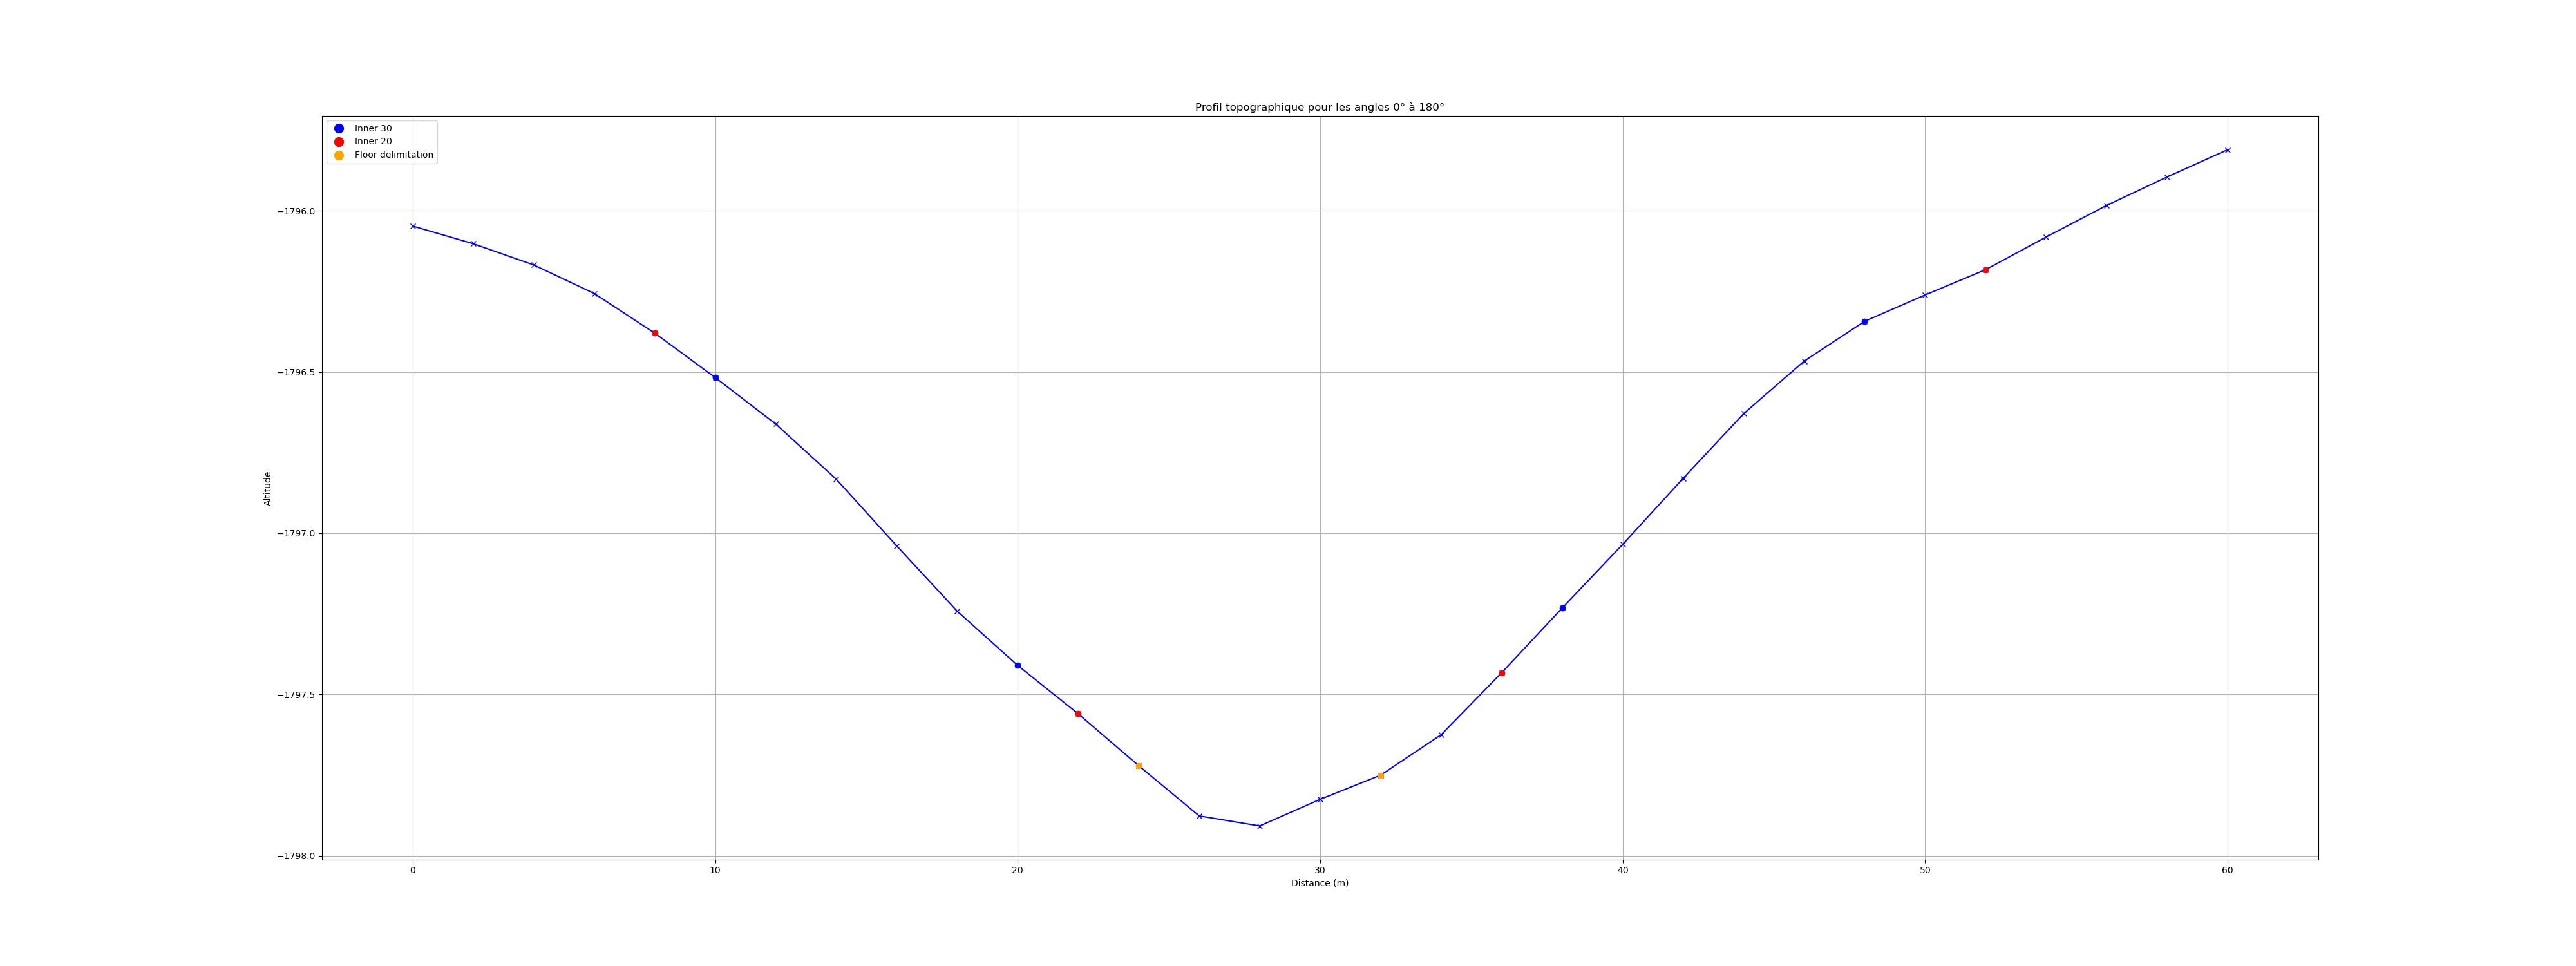 Profil topographique pour les angles 0° à 180°
Inner 30
Inner 20
Floor delimitation
Altitude
−1796.0
−1796.5
−1797.0
−1797.5
−1798.0
0 10 20 30 40 50 60
Distance (m)